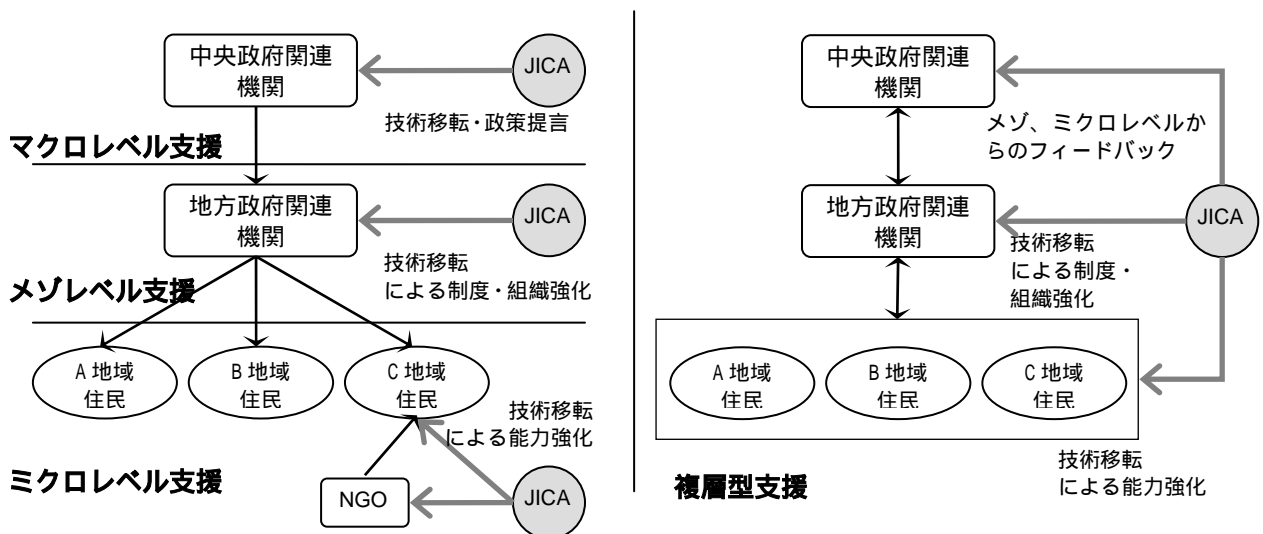 中央政府関連
機関
JICA
技術移転・政策提言
マクロレベル支援
地方政府関連
機関
JICA
技術移転
による制度・組織強化
メゾレベル支援
A 地域
住民
B 地域
住民
C 地域
住民
技術移転
による能力強化
ミクロレベル支援
NGO
JICA
中央政府関連
機関
メゾ、ミクロレベルか
らのフィードバック
地方政府関連
機関
JICA
技術移転
による制度・
組織強化
A 地域
住民
B 地域
住民
C 地域
住民
技術移転
による能力強化
複層型支援